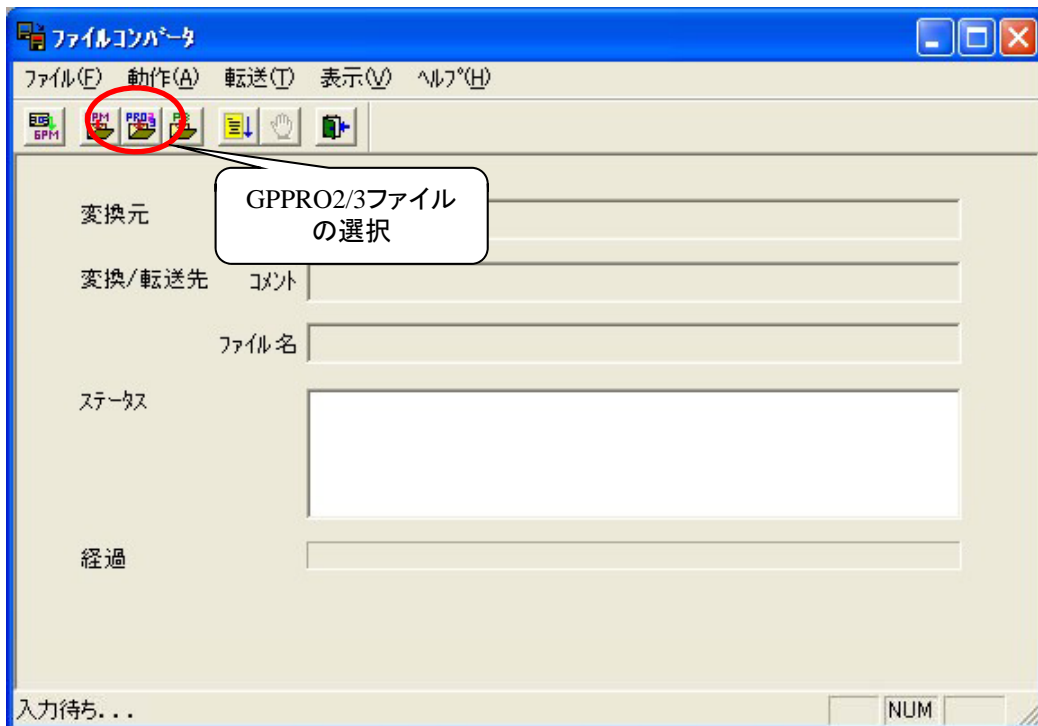 ファイルコンバータ
ファイル(F) 動作(A) 転送(T) 表示(V) ヘルプ(H)
GPM PM PRO
GPPRO2/3ファイル
の選択
変換元
変換/転送先 コメント
ファイル名
ステータス
経過
入力待ち...
NUM